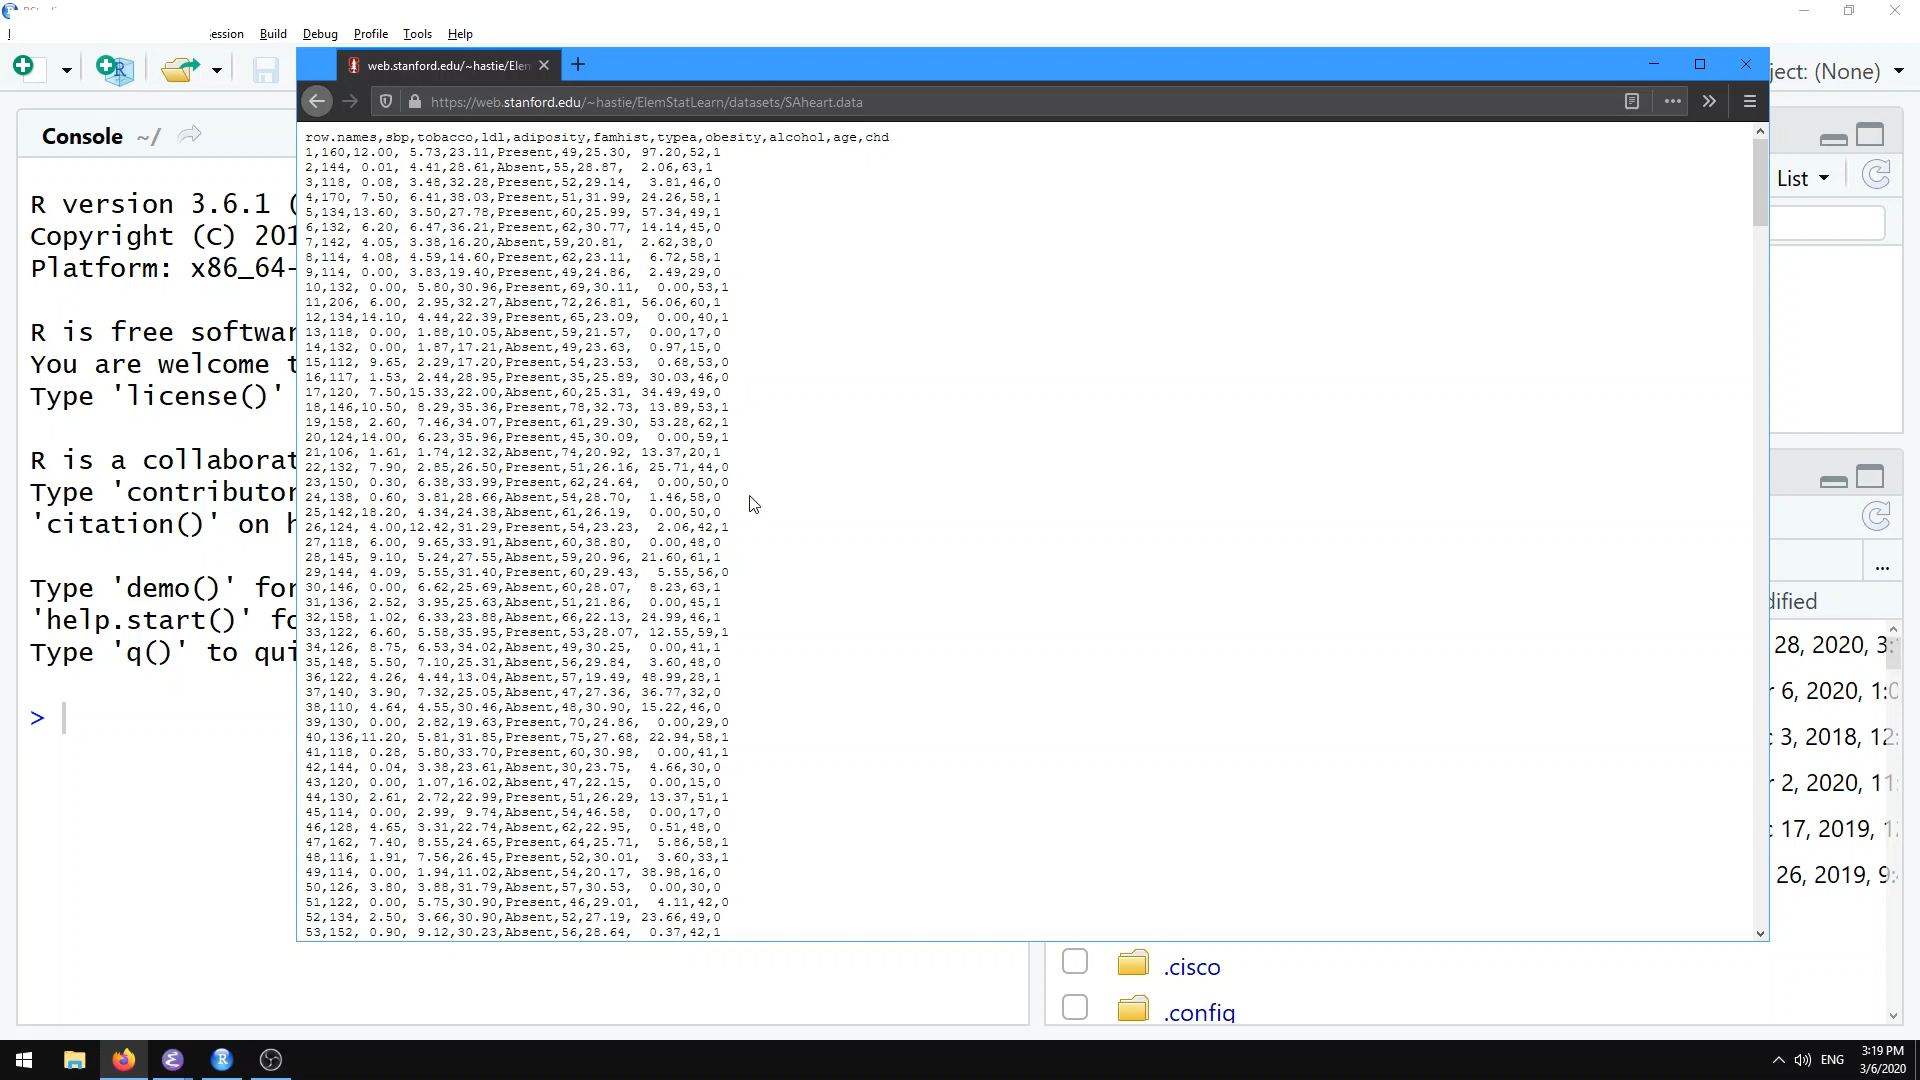 ession Build Debug Profile Tools Help
web.stanford.edu/~hastie/Elen
https://web.stanford.edu/~hastie/ElemStatLearn/datasets/SAheart.data
ject: (None)
Console ~/
List
R version 3.6.1 (
Copyright (C) 201
Platform: x86_64-
R is free softwar
You are welcome t
Type 'license()'
R is a collaborat
Type 'contributor
'citation()' on h
Type 'demo()' for
'help.start()' fo
Type 'q()' to qui
>
row.names,sbp,tobacco,ldl,adiposity,famhist,typea,obesity,alcohol,age,chd
1,160,12.00, 5.73,23.11,Present,49,25.30, 97.20,52,1
2,144, 0.01, 4.41,28.61,Absent,55,28.87,  2.06,63,1
3,118, 0.08, 3.48,32.28,Present,52,29.14,  3.81,46,0
4,170, 7.50, 6.41,38.03,Present,51,31.99, 24.26,58,1
5,134,13.60, 3.50,27.78,Present,60,25.99, 57.34,49,1
6,132, 6.20, 6.47,36.21,Present,62,30.77, 14.14,45,0
7,142, 4.05, 3.38,16.20,Absent,59,20.81,  2.62,38,0
8,114, 4.08, 4.59,14.60,Present,62,23.11,  6.72,58,1
9,114, 0.00, 3.83,19.40,Present,49,24.86,  2.49,29,0
10,132, 0.00, 5.80,30.96,Present,69,30.11,  0.00,53,1
11,206, 6.00, 2.95,32.27,Absent,72,26.81, 56.06,60,1
12,134,14.10, 4.44,22.39,Present,65,23.09,  0.00,40,1
13,118, 0.00, 1.88,10.05,Absent,59,21.57,  0.00,17,0
14,132, 0.00, 1.87,17.21,Absent,49,23.63,  0.97,15,0
15,112, 9.65, 2.29,17.20,Present,54,23.53,  0.68,53,0
16,117, 1.53, 2.44,28.95,Present,35,25.89, 30.03,46,0
17,120, 7.50,15.33,22.00,Absent,60,25.31, 34.49,49,0
18,146,10.50, 8.29,35.36,Present,78,32.73, 13.89,53,1
19,158, 2.60, 7.46,34.07,Present,61,29.30, 53.28,62,1
20,124,14.00, 6.23,35.96,Present,45,30.09,  0.00,59,1
21,106, 1.61, 1.74,12.32,Absent,74,20.92, 13.37,20,1
22,132, 7.90, 2.85,26.50,Present,51,26.16, 25.71,44,0
23,150, 0.30, 6.38,33.99,Present,62,24.64,  0.00,50,0
24,138, 0.60, 3.81,28.66,Absent,54,28.70,  1.46,58,0
25,142,18.20, 4.34,24.38,Absent,61,26.19,  0.00,50,0
26,124, 4.00,12.42,31.29,Present,54,23.23,  2.06,42,1
27,118, 6.00, 9.65,33.91,Absent,60,38.80,  0.00,48,0
28,145, 9.10, 5.24,27.55,Absent,59,20.96, 21.60,61,1
29,144, 4.09, 5.55,31.40,Present,60,29.43,  5.55,56,0
30,146, 0.00, 6.62,25.69,Absent,60,28.07,  8.23,63,1
31,136, 2.52, 3.95,25.63,Absent,51,21.86,  0.00,45,1
32,158, 1.02, 6.33,23.88,Absent,66,22.13, 24.99,46,1
33,122, 6.60, 5.58,35.95,Present,53,28.07, 12.55,59,1
34,126, 8.75, 6.53,34.02,Absent,49,30.25,  0.00,41,1
35,148, 5.50, 7.10,25.31,Absent,56,29.84,  3.60,48,0
36,122, 4.26, 4.44,13.04,Absent,57,19.49, 48.99,28,1
37,140, 3.90, 7.32,25.05,Absent,47,27.36, 36.77,32,0
38,110, 4.64, 4.55,30.46,Absent,48,30.90, 15.22,46,0
39,130, 0.00, 2.82,19.63,Present,70,24.86,  0.00,29,0
40,136,11.20, 5.81,31.85,Present,75,27.68, 22.94,58,1
41,118, 0.28, 5.80,33.70,Present,60,30.98,  0.00,41,1
42,144, 0.04, 3.38,23.61,Absent,30,23.75,  4.66,30,0
43,120, 0.00, 1.07,16.02,Absent,47,22.15,  0.00,15,0
44,130, 2.61, 2.72,22.99,Present,51,26.29, 13.37,51,1
45,114, 0.00, 2.99, 9.74,Absent,54,46.58,  0.00,17,0
46,128, 4.65, 3.31,22.74,Absent,62,22.95,  0.51,48,0
47,162, 7.40, 8.55,24.65,Present,64,25.71,  5.86,58,1
48,116, 1.91, 7.56,26.45,Present,52,30.01,  3.60,33,1
49,114, 0.00, 1.94,11.02,Absent,54,20.17, 38.98,16,0
50,126, 3.80, 3.88,31.79,Absent,57,30.53,  0.00,30,0
51,122, 0.00, 5.75,30.90,Present,46,29.01,  4.11,42,0
52,134, 2.50, 3.66,30.90,Absent,52,27.19, 23.66,49,0
53,152, 0.90, 9.12,30.23,Absent,56,28.64,  0.37,42,1
...
dified
28, 2020, 3:
r 6, 2020, 1:0
3, 2018, 12:
r 2, 2020, 11
17, 2019, 1
26, 2019, 9:
.cisco
.config
ENG
3:19 PM
3/6/2020